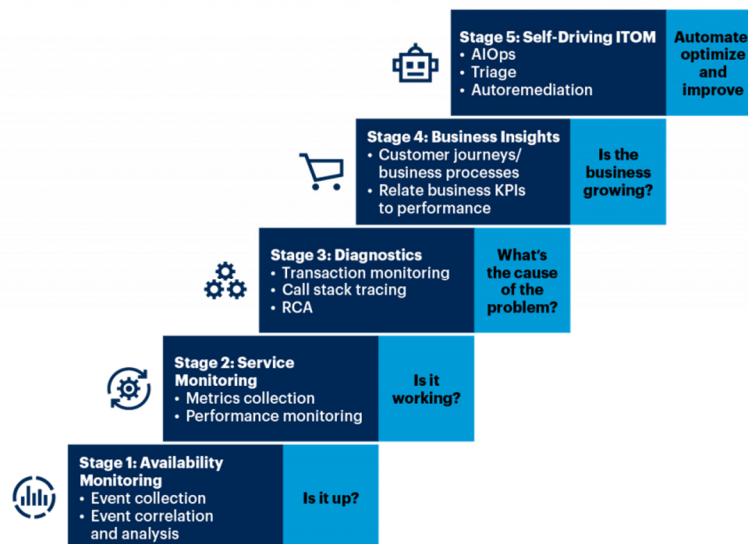 Stage 5: Self-Driving ITOM
• AIOps
• Triage
• Autoremediation
Automate
optimize
and
improve
Stage 4: Business Insights
• Customer journeys/
business processes
• Relate business KPIs
to performance
Is the
business
growing?
Stage 3: Diagnostics
• Transaction monitoring
• Call stack tracing
• RCA
What's
the cause
of the
problem?
Stage 2: Service
Monitoring
• Metrics collection
• Performance monitoring
Is it
working?
Stage 1: Availability
Monitoring
• Event collection
• Event correlation
and analysis
Is it up?